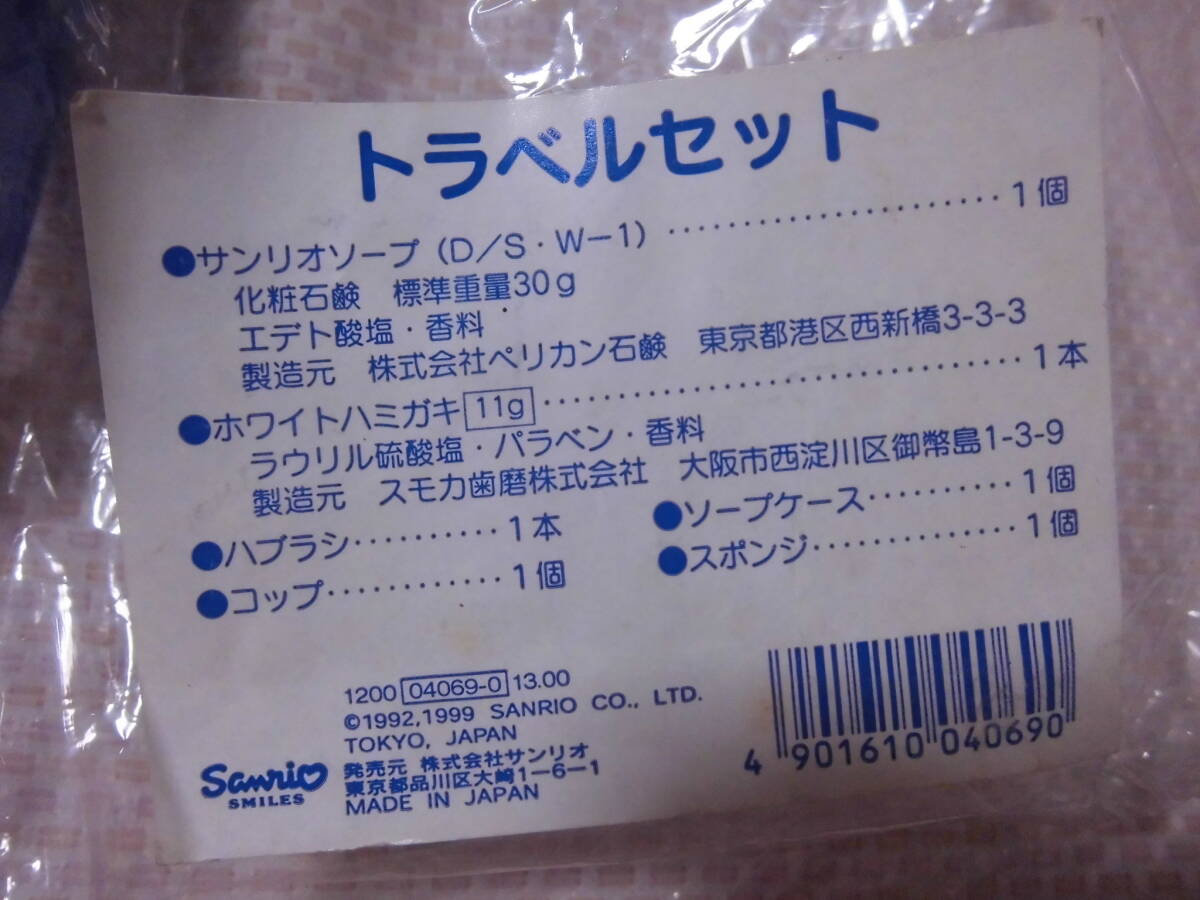 トラベルセット
●サンリオソープ（D／S・W－1）…………………1個
化粧石鹸　標準重量30g
エデト酸塩・香料
製造元　株式会社ペリカン石鹸　東京都港区西新橋3-3-3
●ホワイトハミガキ 11g …………………………1本
ラウリル硫酸塩・パラベン・香料
製造元　スモカ歯磨株式会社　大阪市西淀川区御幣島1-3-9
●ハブラシ…………1本　●ソープケース…………1個
●コップ……………1個　●スポンジ……………1個
1200 04069-0 13.00
©1992,1999 SANRIO CO., LTD.
TOKYO, JAPAN
発売元 株式会社サンリオ
東京都品川区大崎1－6－1
MADE IN JAPAN
Sanrio
SMILES
4 901610 040690